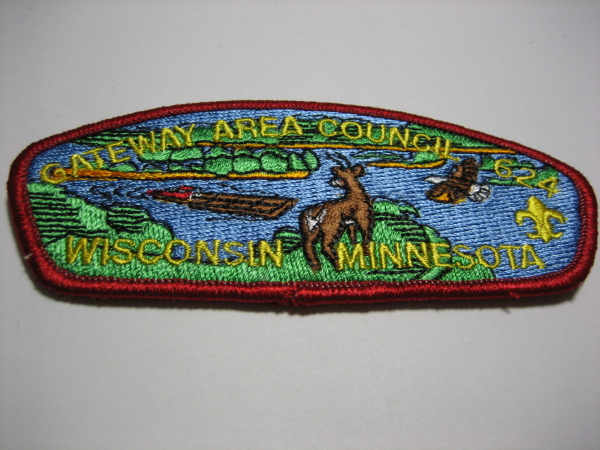 GATEWAY AREA COUNCIL 624
WISCONSIN MINNESOTA